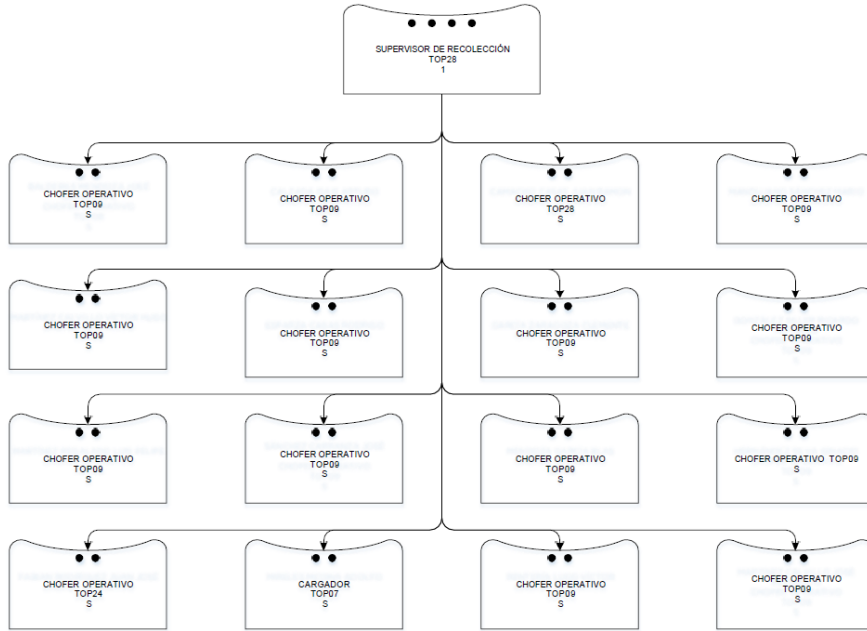 SUPERVISOR DE RECOLECCIÓN
TOP28
1
CHOFER OPERATIVO
TOP09
S
CHOFER OPERATIVO
TOP09
S
CHOFER OPERATIVO
TOP28
S
CHOFER OPERATIVO
TOP09
S
CHOFER OPERATIVO
TOP09
S
CHOFER OPERATIVO
TOP09
S
CHOFER OPERATIVO
TOP09
S
CHOFER OPERATIVO
TOP09
S
CHOFER OPERATIVO
TOP09
S
CHOFER OPERATIVO
TOP09
S
CHOFER OPERATIVO
TOP09
S
CHOFER OPERATIVO TOP09
S
CHOFER OPERATIVO
TOP24
S
CARGADOR
TOP07
S
CHOFER OPERATIVO
TOP09
S
CHOFER OPERATIVO
TOP09
S